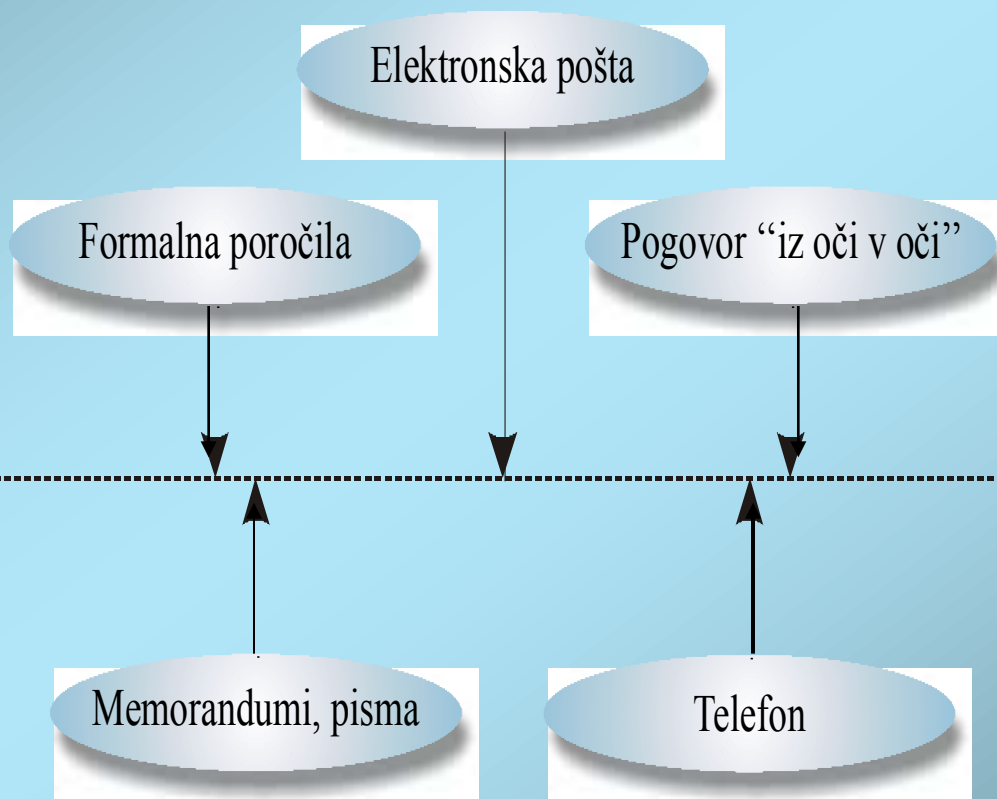 Elektronska pošta
Formalna poročila
Pogovor “iz oči v oči”
Memorandumi, pisma
Telefon